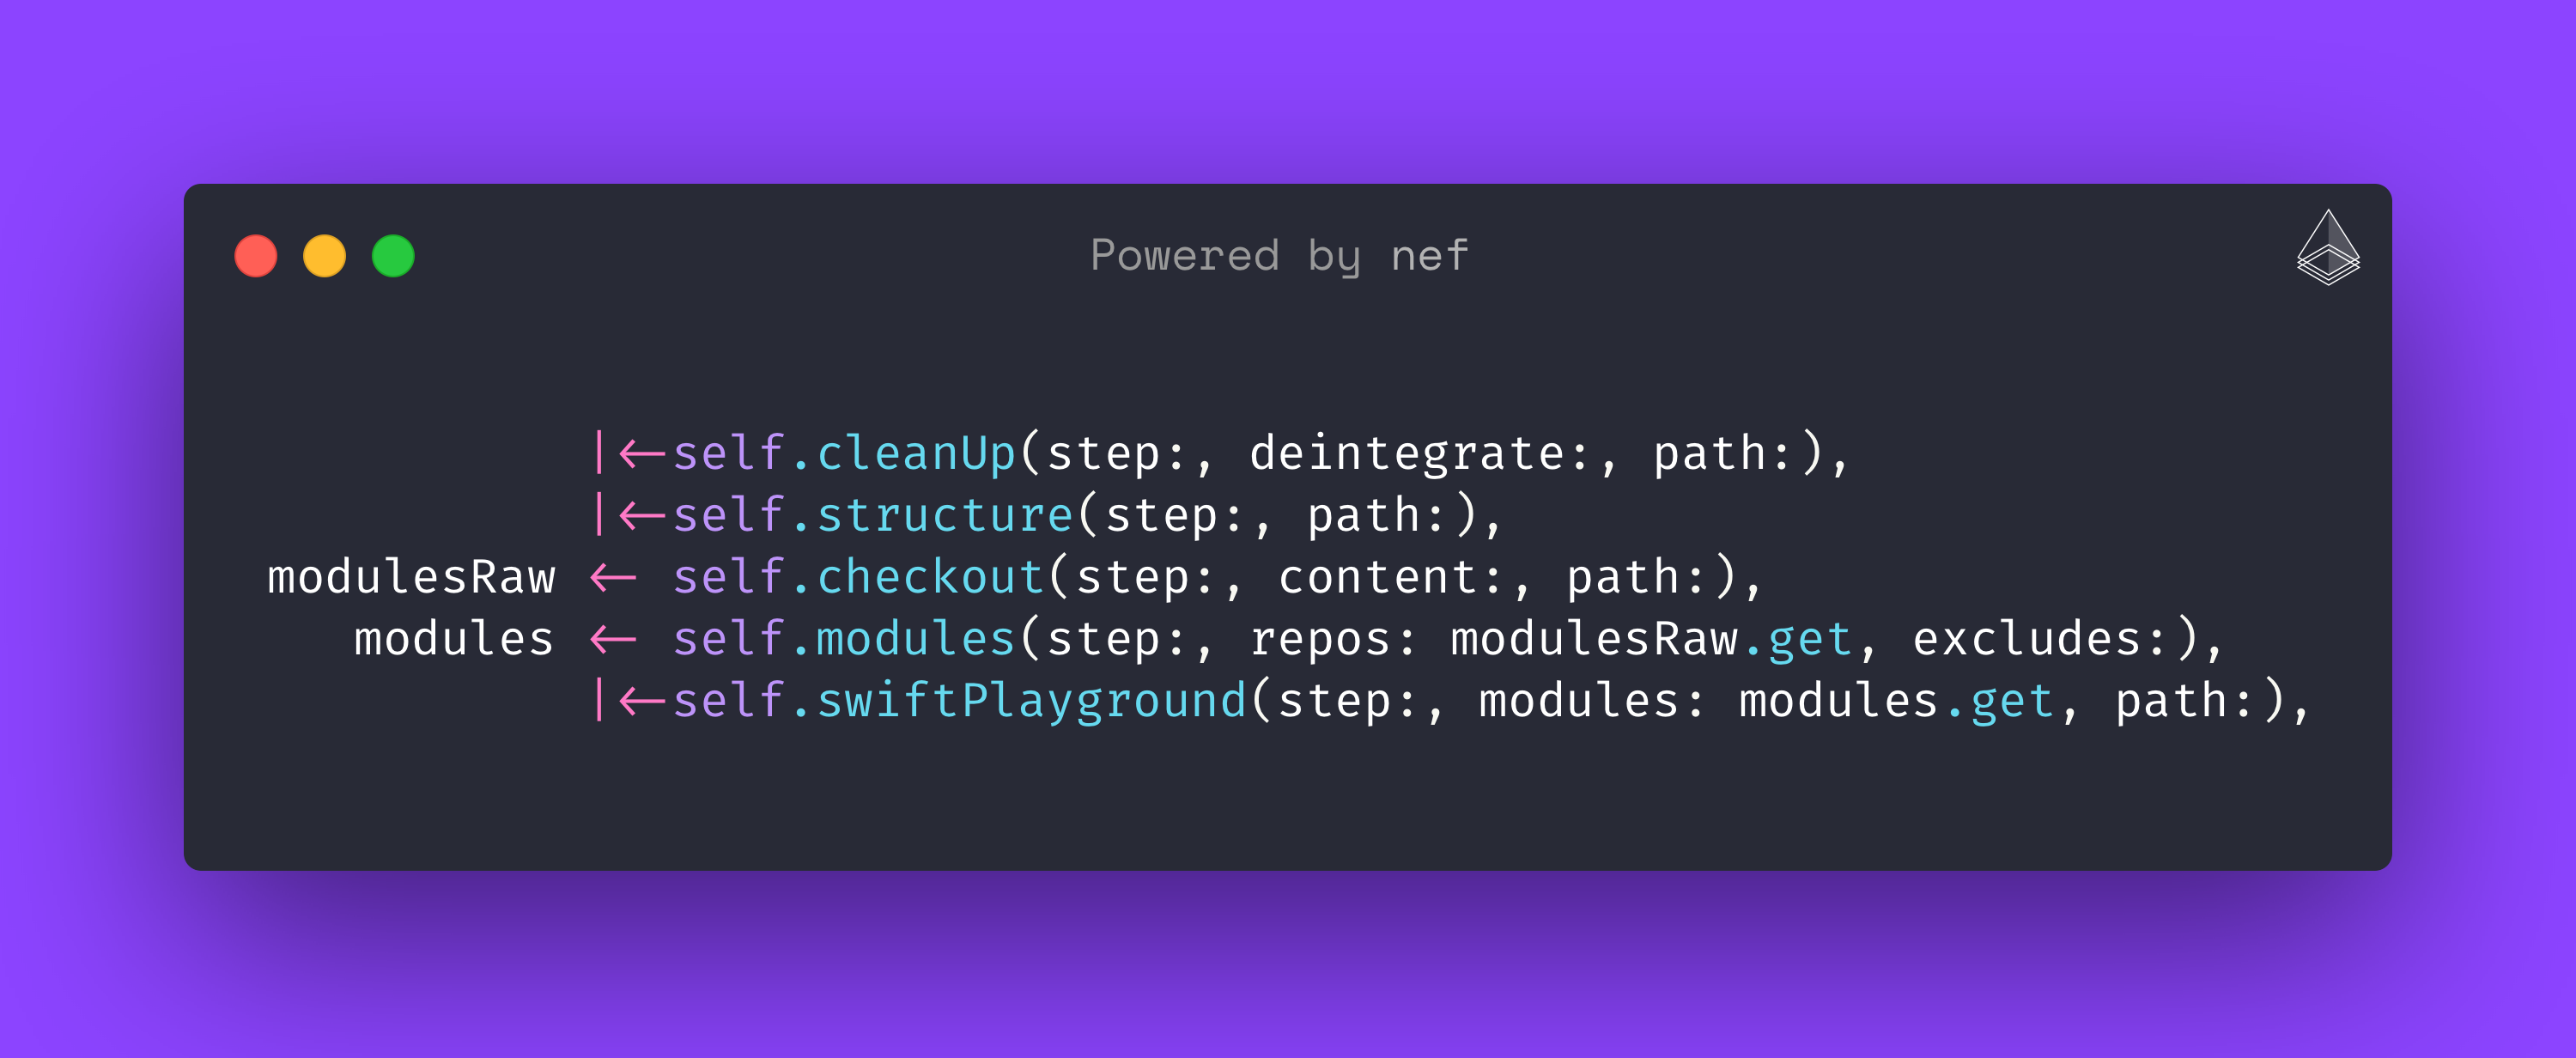 Powered by nef
|<-self.cleanUp(step:, deintegrate:, path:),
|<-self.structure(step:, path:),
modulesRaw <- self.checkout(step:, content:, path:),
modules <- self.modules(step:, repos: modulesRaw.get, excludes:),
|<-self.swiftPlayground(step:, modules: modules.get, path:),